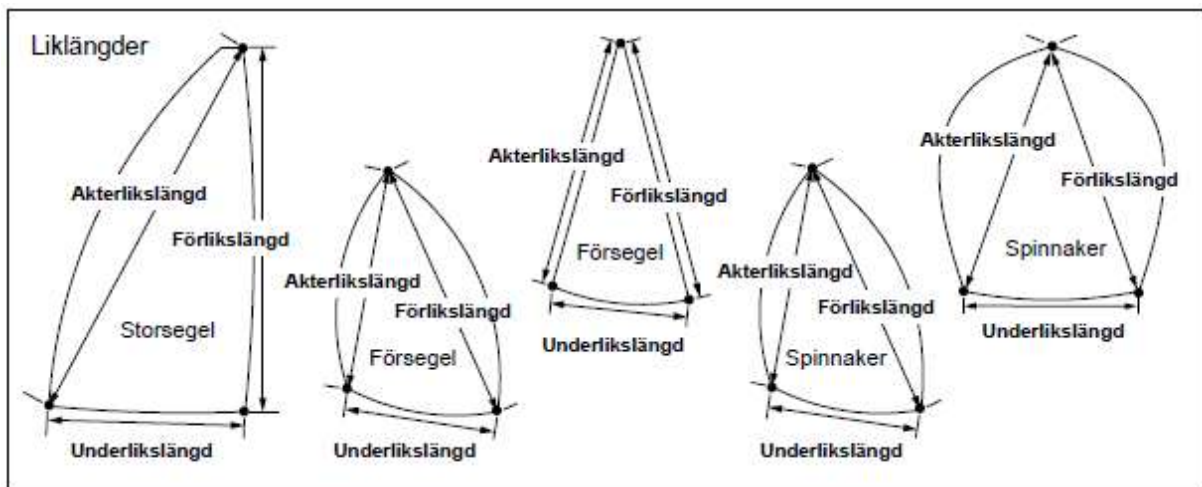 Liklängder
Akterlikslängd
Förlikslängd
Storsegel
Underlikslängd
Akterlikslängd
Förlikslängd
Försegel
Underlikslängd
Akterlikslängd
Förlikslängd
Försegel
Underlikslängd
Akterlikslängd
Förlikslängd
Spinnaker
Underlikslängd
Akterlikslängd
Förlikslängd
Spinnaker
Underlikslängd